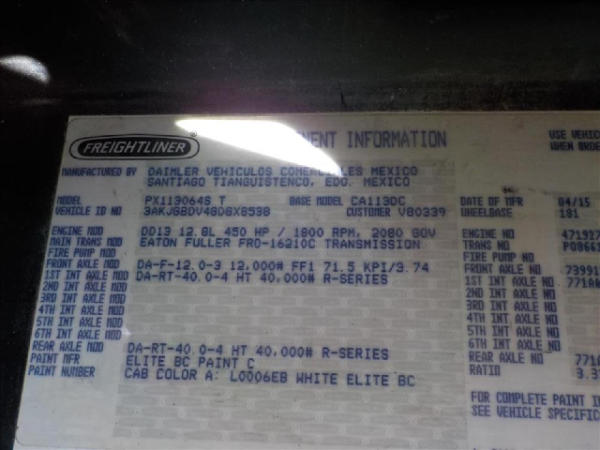 FREIGHTLINER
ENT INFORMATION
USE VEHIC
WHEN ORDE
MANUFACTURED BY DAIMLER VEHICULOS COMERCIALES MEXICO
SANTIAGO TIANGUISTENCO, EDO. MEXICO
MODEL PX113064S T BASE MODEL CA113DC DATE OF MFR 04/15
VEHICLE ID NO CUSTOMER V80339 WHEELBASE 181
ENGINE MOD DD13 12.8L 450 HP / 1800 RPM, 2080 GOV ENGINE NO 471927
MAIN TRANS MOD EATON FULLER FRO-16210C TRANSMISSION TRANS NO
FIRE PUMP MOD FIRE PUMP NO
FRONT AXLE MOD DA-F-12.0-3 12,000# FF1 71.5 KPI/3.74 FRONT AXLE NO 73991
1ST INT AXLE MOD DA-RT-40.0-4 HT 40,000# R-SERIES 1ST INT AXLE NO
2ND INT AXLE MOD 2ND INT AXLE NO
3RD INT AXLE MOD 3RD INT AXLE NO
4TH INT AXLE MOD 4TH INT AXLE NO
5TH INT AXLE MOD 5TH INT AXLE NO
6TH INT AXLE MOD 6TH INT AXLE NO
REAR AXLE MOD DA-RT-40.0-4 HT 40,000# R-SERIES REAR AXLE NO
PAINT MFR ELITE BC PAINT C RATIO
PAINT NUMBER CAB COLOR A: L0006EB WHITE ELITE BC
FOR COMPLETE PAINT I
SEE VEHICLE SPECIFIC